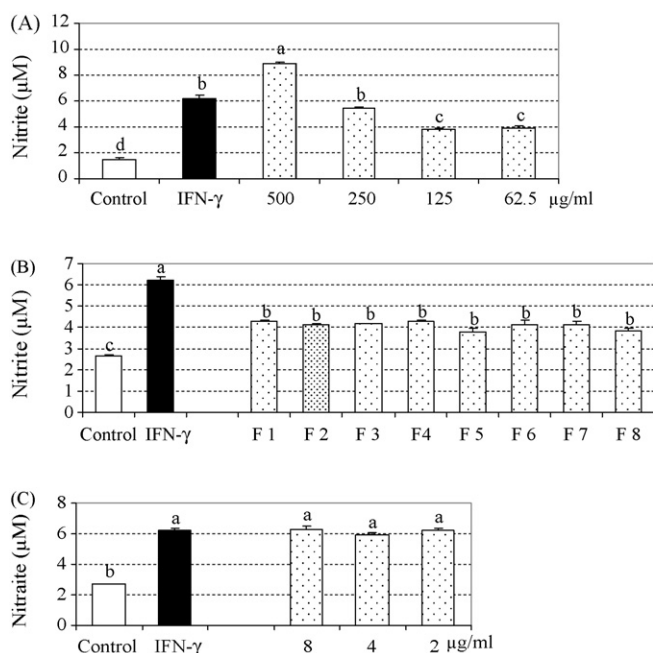 (A)
Nitrite (µM)
12
10
8
6
4
2
0
d
b
a
b
c
c
Control IFN-γ 500 250 125 62.5 µg/ml
(B)
Nitrite (µM)
7
6
5
4
3
2
1
0
c
a
b b b b b b b b
Control IFN-γ F 1 F 2 F 3 F4 F 5 F 6 F 7 F 8
(C)
Nitraite (µM)
8
6
4
2
0
b
a
a
a
a
Control IFN-γ 8 4 2 µg/ml